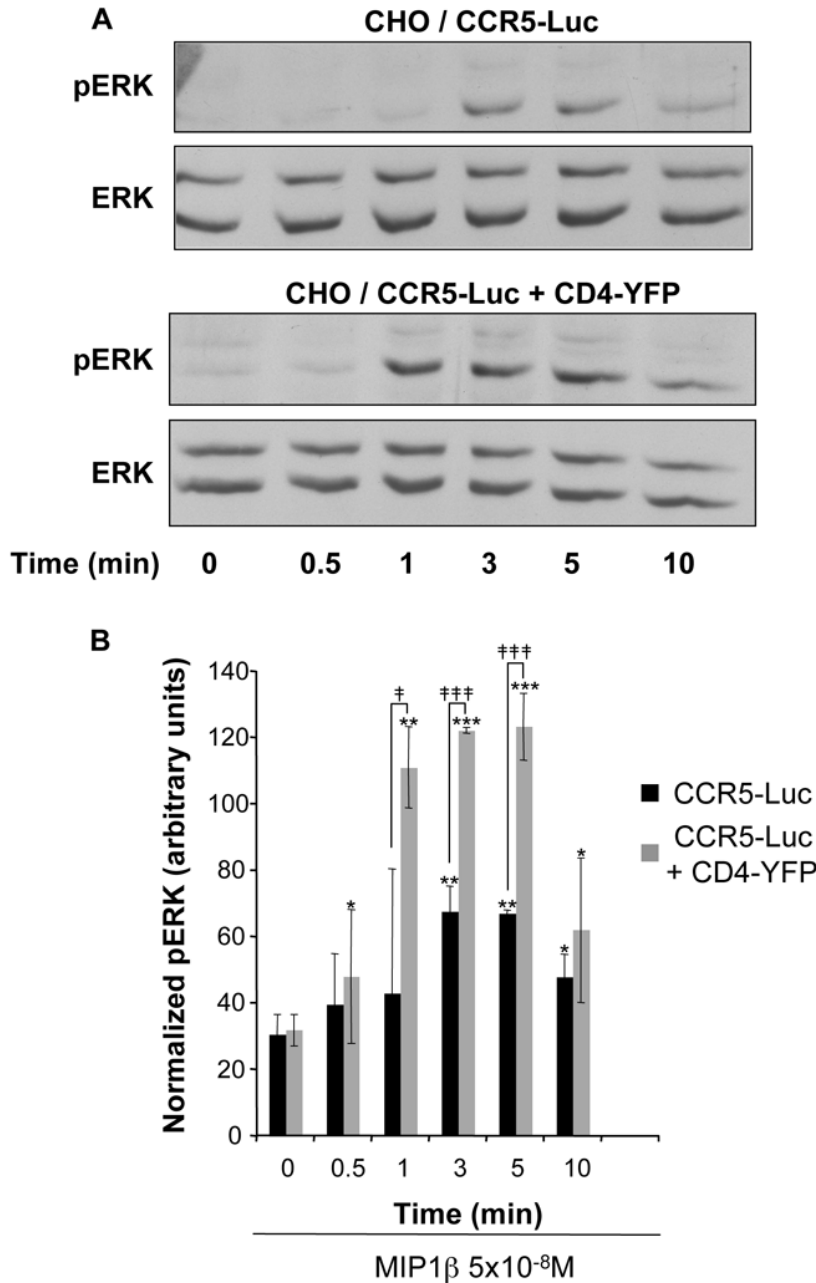 A
CHO / CCR5-Luc
pERK
ERK
CHO / CCR5-Luc + CD4-YFP
pERK
ERK
Time (min) 0 0.5 1 3 5 10
B
Normalized pERK (arbitrary units)
140
120
100
80
60
40
20
0
*
‡
**
‡‡‡
***
**
‡‡‡
***
**
*
*
CCR5-Luc
CCR5-Luc
+ CD4-YFP
0 0.5 1 3 5 10
Time (min)
MIP1β 5x10⁻⁸M